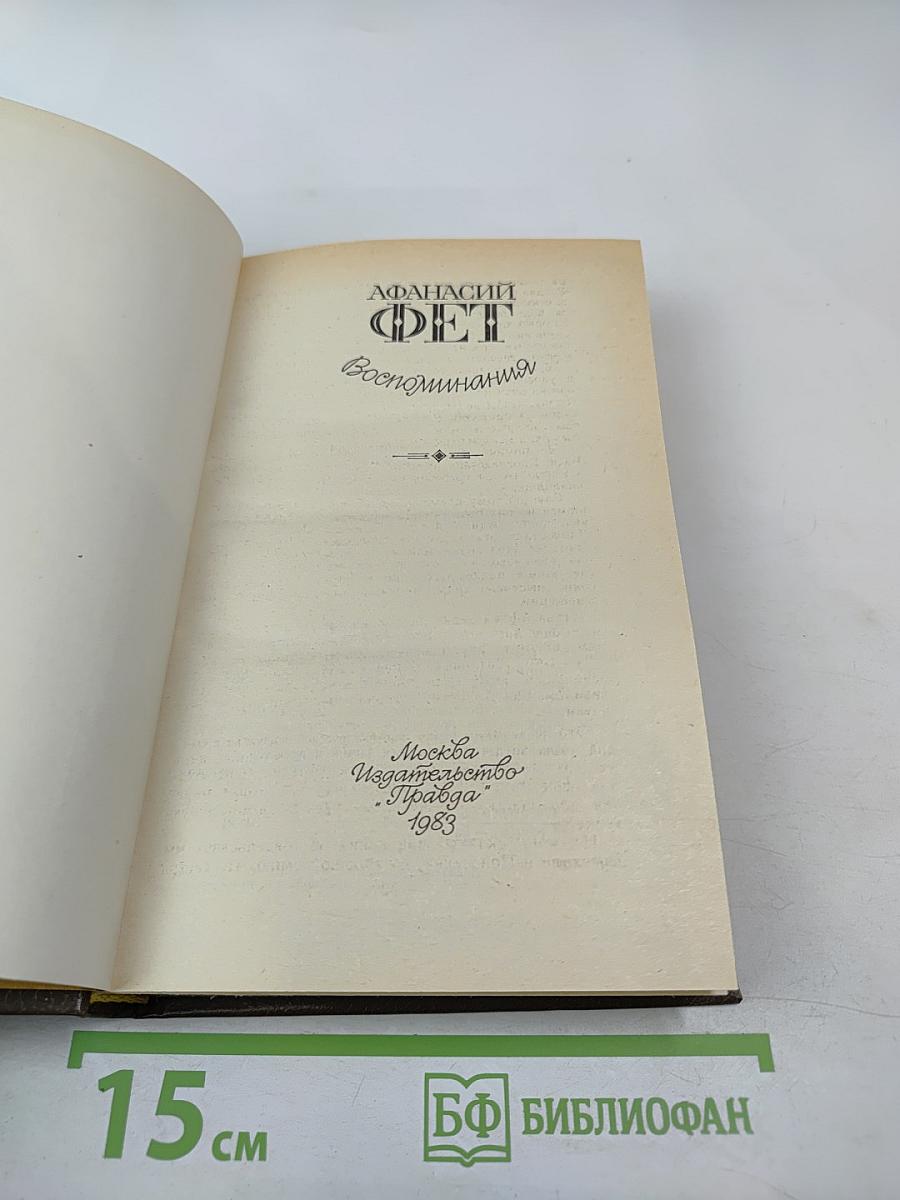 АФАНАСИЙ
ФЕТ
Воспоминания
Москва
Издательство
„Правда"
1983
15 см
БФ БИБЛИОФАН